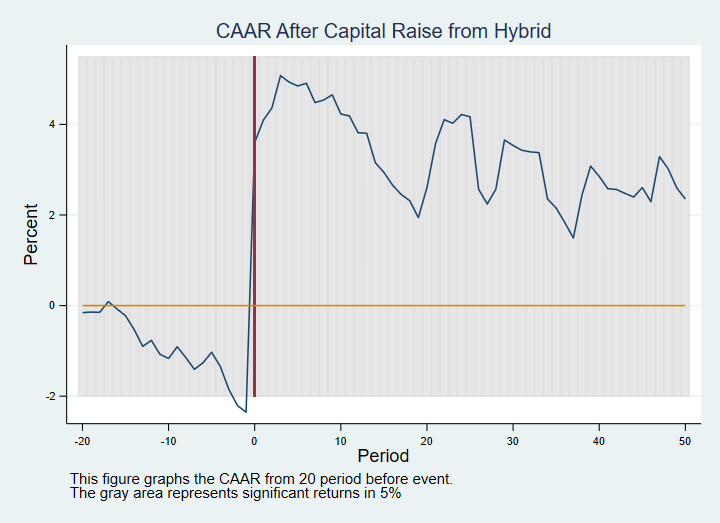 CAAR After Capital Raise from Hybrid
Percent
4
2
0
-2
-20 -10 0 10 20 30 40 50
Period
This figure graphs the CAAR from 20 period before event.
The gray area represents significant returns in 5%